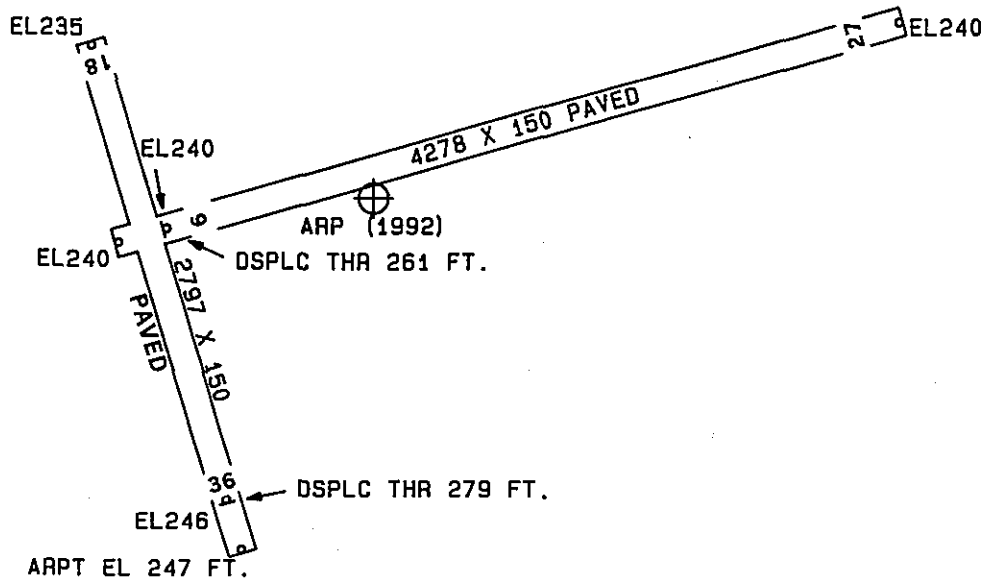 EL235
18
27
EL240
4278 X 150 PAVED
EL240
9
ARP (1992)
EL240
DSPLC THR 261 FT.
2797 X 150
PAVED
36
DSPLC THR 279 FT.
EL246
ARPT EL 247 FT.